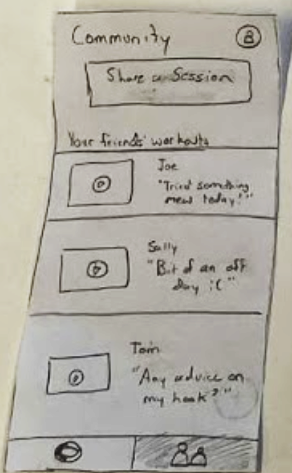 Community
Share a Session
Your friends' workouts
Joe
"Tried something
new today!"
Sally
"Bit of an off
day :("
Tom
"Any advice on
my hook?"